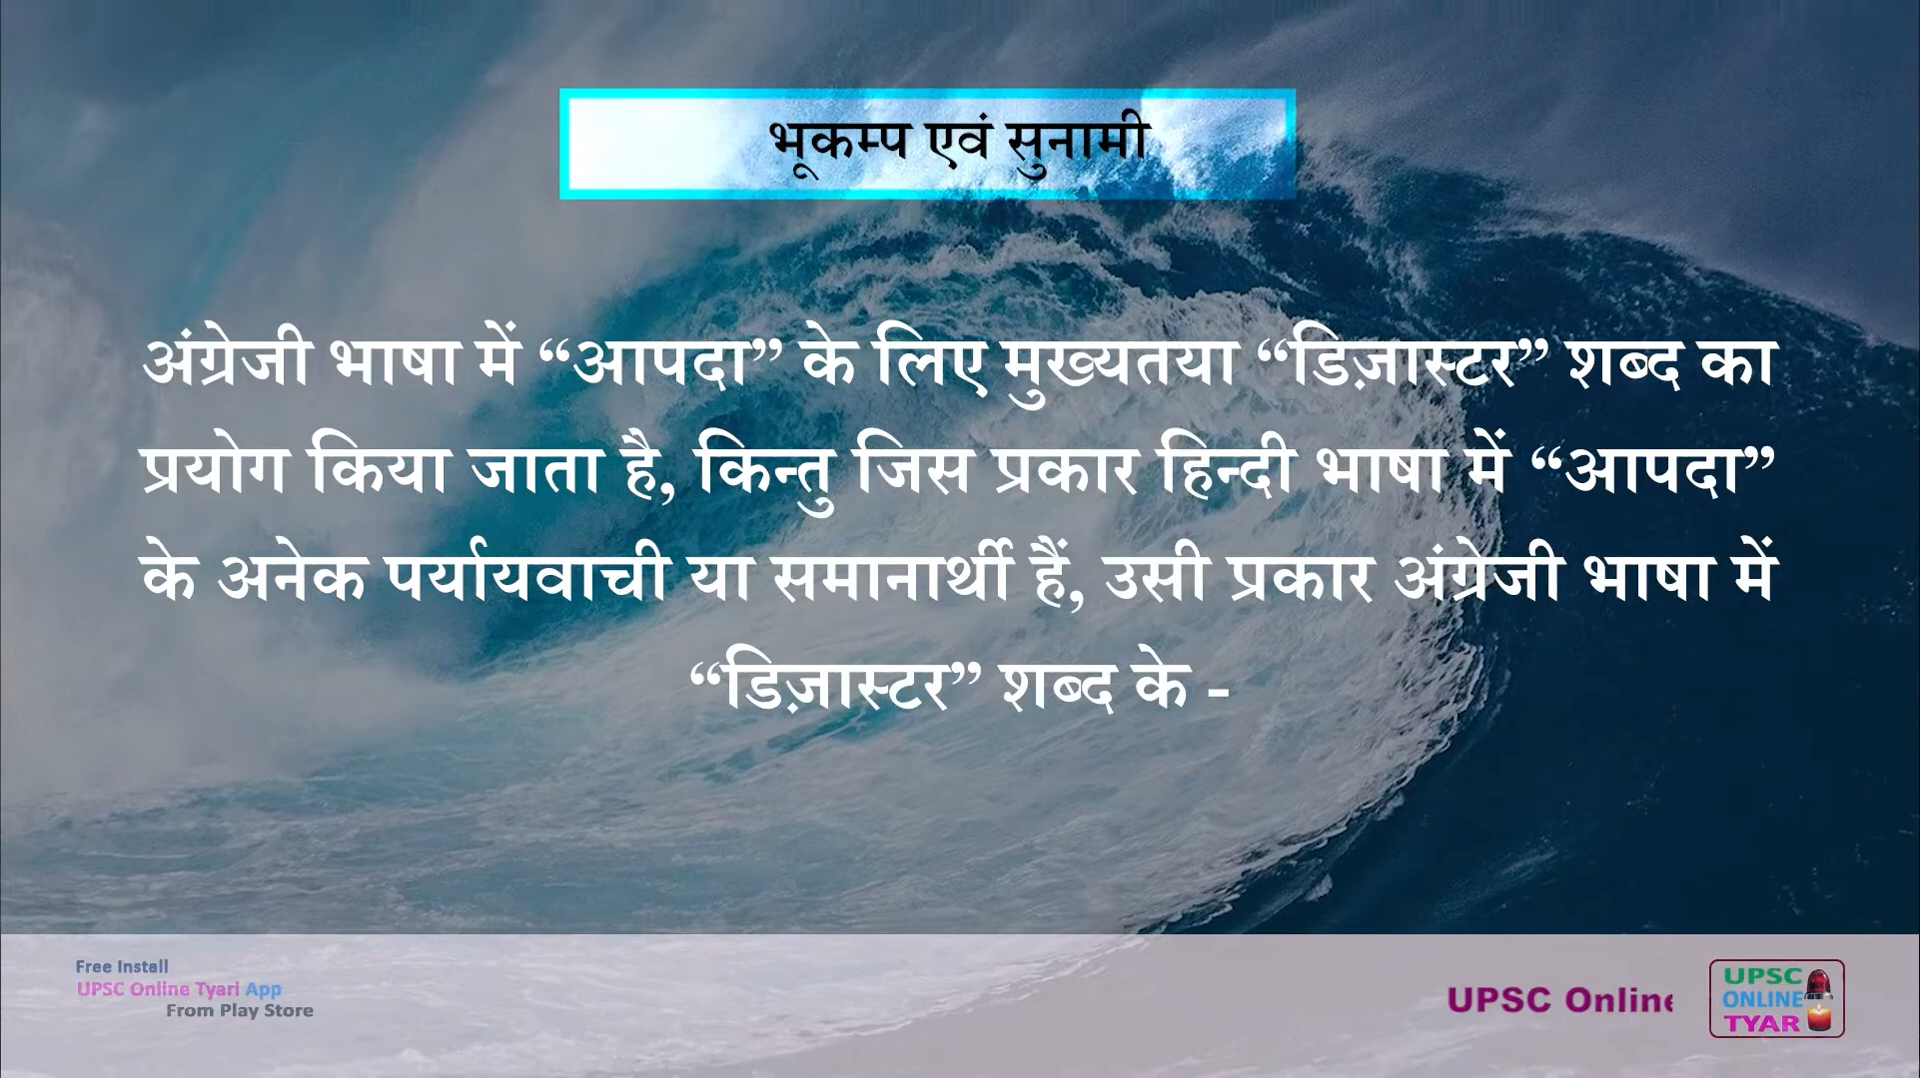 भूकम्प एवं सुनामी
अंग्रेजी भाषा में “आपदा” के लिए मुख्यतया “डिज़ास्टर” शब्द का
प्रयोग किया जाता है, किन्तु जिस प्रकार हिन्दी भाषा में “आपदा”
के अनेक पर्यायवाची या समानार्थी हैं, उसी प्रकार अंग्रेजी भाषा में
“डिज़ास्टर” शब्द के -
Free Install
UPSC Online Tyari App
From Play Store
UPSC Online
UPSC
ONLINE
TYAR